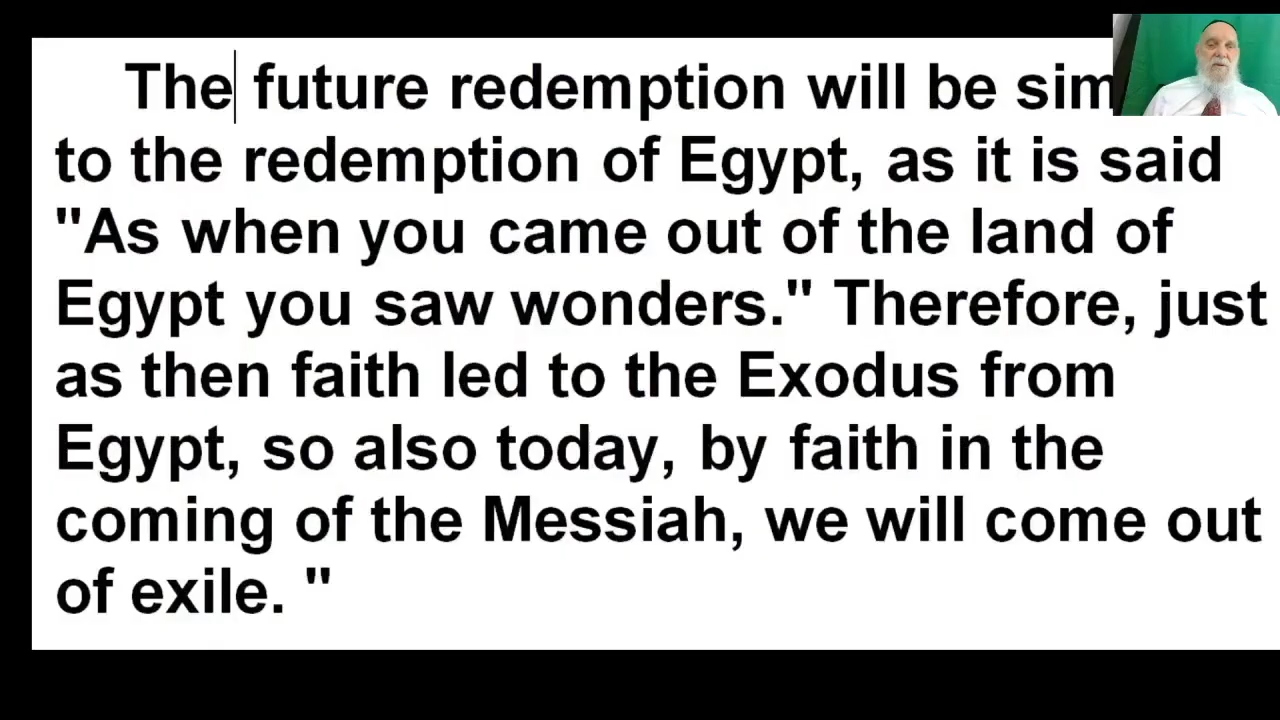 The future redemption will be sim
to the redemption of Egypt, as it is said
"As when you came out of the land of
Egypt you saw wonders." Therefore, just
as then faith led to the Exodus from
Egypt, so also today, by faith in the
coming of the Messiah, we will come out
of exile. "